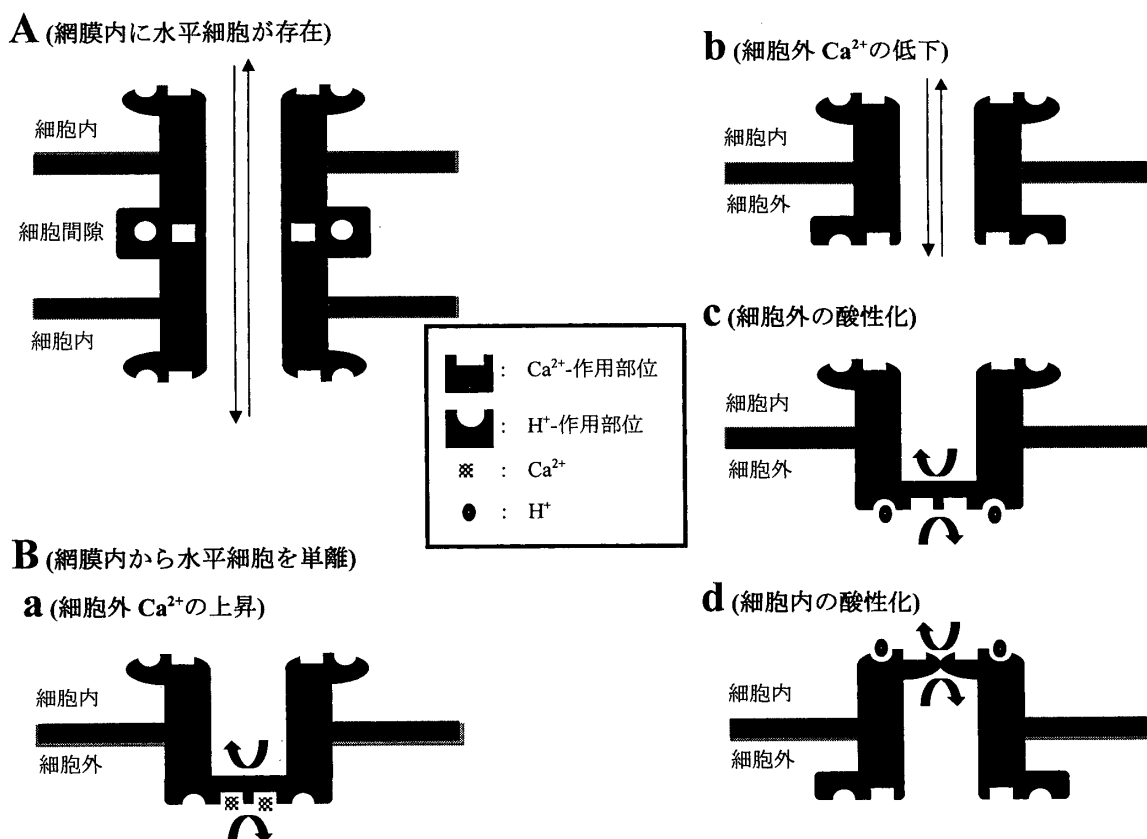 A (網膜内に水平細胞が存在)
細胞内
細胞間隙
細胞内
B (網膜内から水平細胞を単離)
a (細胞外 Ca²⁺の上昇)
細胞内
細胞外
: Ca²⁺-作用部位
: H⁺-作用部位
: Ca²⁺
: H⁺
b (細胞外 Ca²⁺の低下)
細胞内
細胞外
c (細胞外の酸性化)
細胞内
細胞外
d (細胞内の酸性化)
細胞内
細胞外